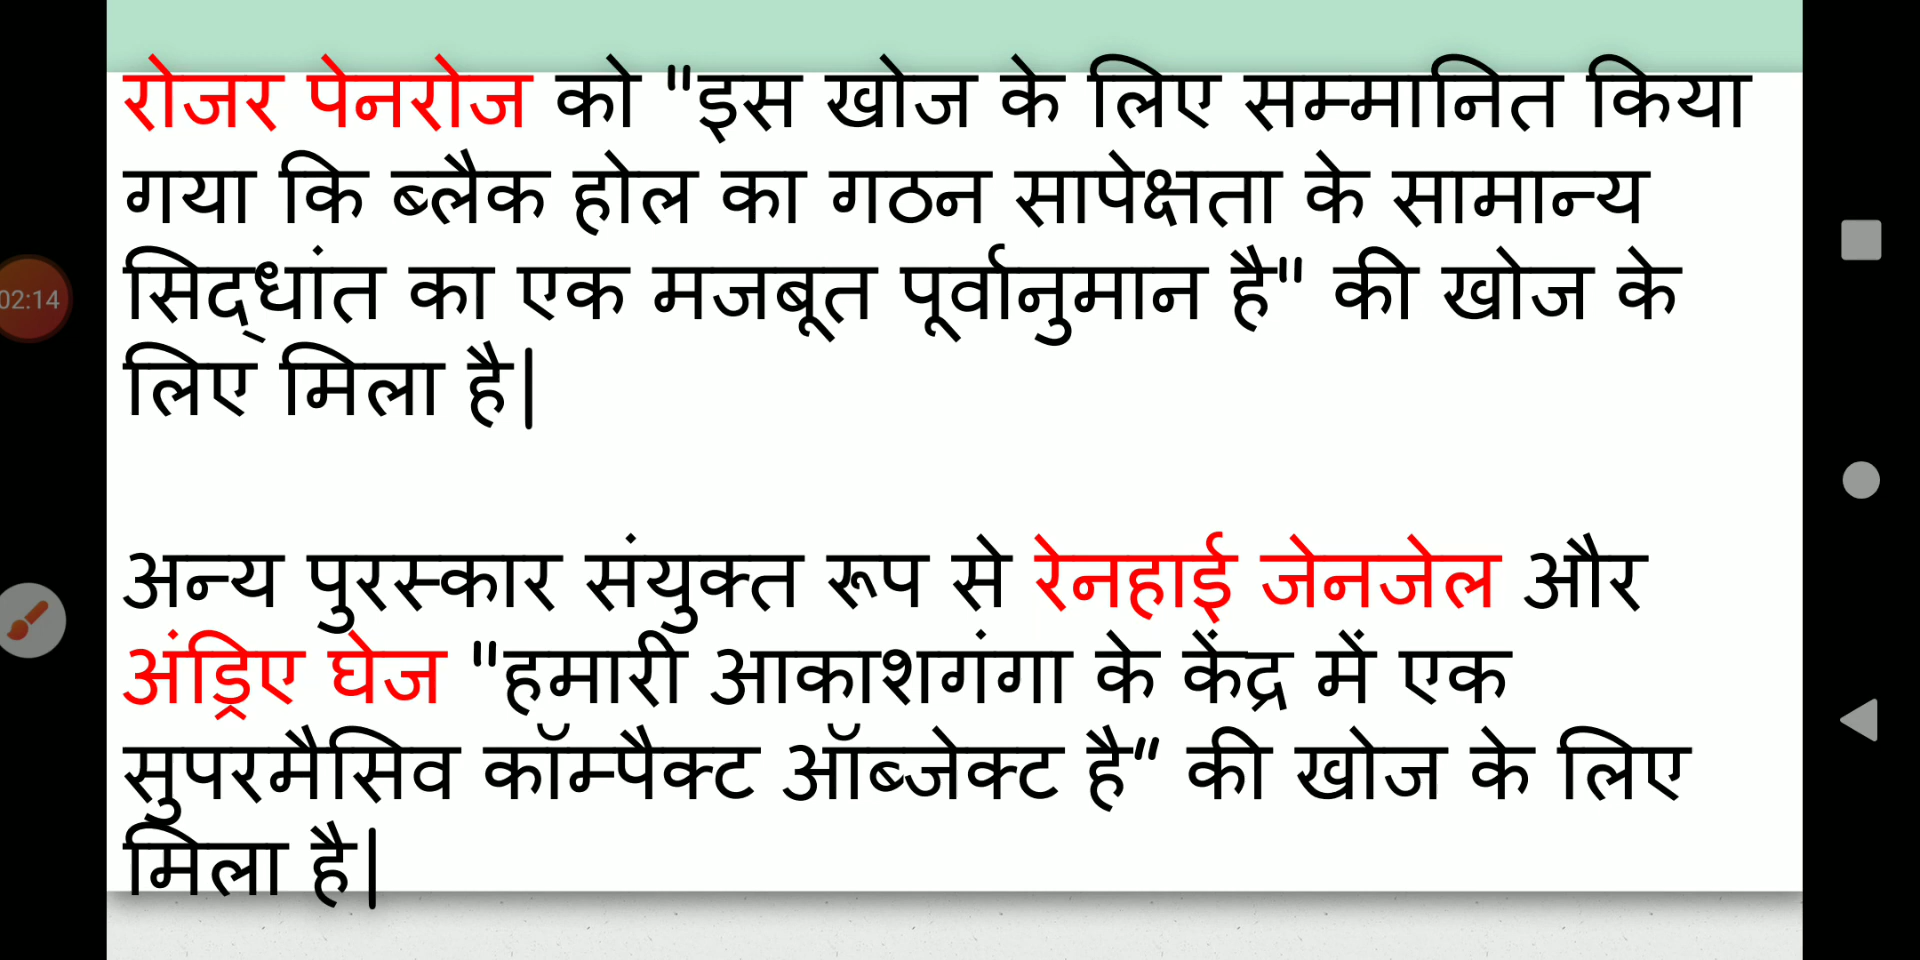 रोजर पेनरोज को "इस खोज के लिए सम्मानित किया
गया कि ब्लैक होल का गठन सापेक्षता के सामान्य
सिद्धांत का एक मजबूत पूर्वानुमान है" की खोज के
लिए मिला है|
अन्य पुरस्कार संयुक्त रूप से रेनहार्ई जेनजेल और
अंड्रिए घेज "हमारी आकाशगंगा के केंद्र में एक
सुपरमैसिव कॉम्पैक्ट ऑब्जेक्ट है" की खोज के लिए
मिला है|
02:14